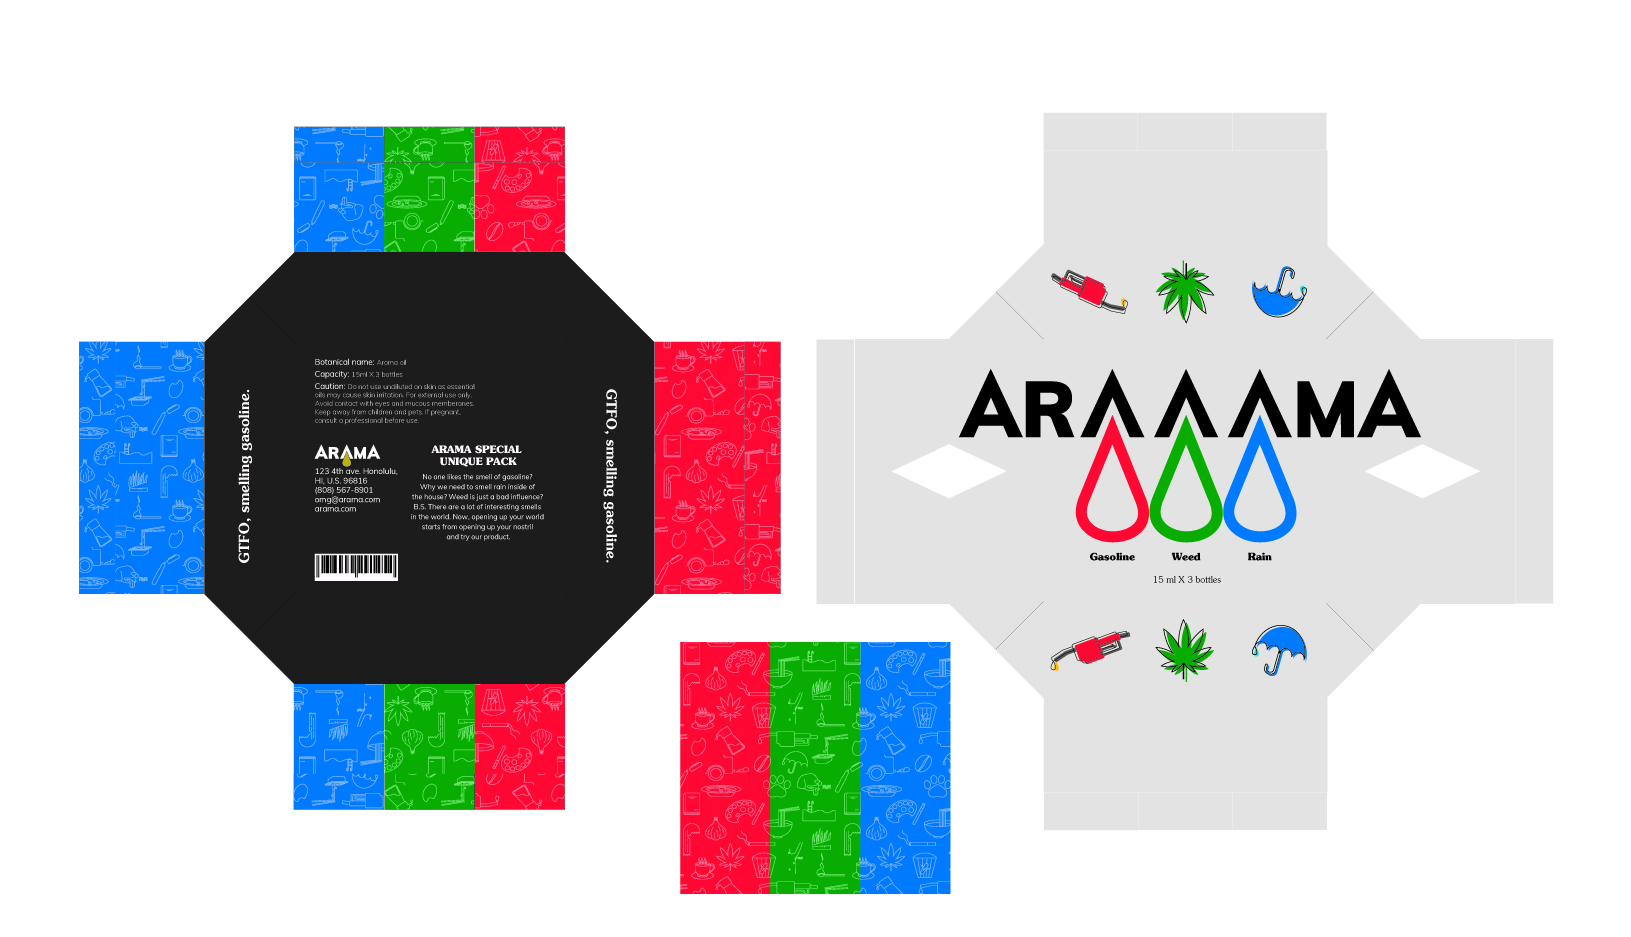 GTFO, smelling gasoline.
Botanical name: Aroma oil
Capacity: 15ml X 3 bottles
Caution: Do not use undiluted on skin as essential
oils may cause skin irritation. For external use only.
Avoid contact with eyes and mucous memberanes.
Keep away from children and pets. If pregnant,
consult a professional before use.
ARAMA
123 4th ave. Honolulu,
HI, U.S. 96816
(808) 567-8901
omg@arama.com
arama.com
ARAMA SPECIAL
UNIQUE PACK
No one likes the smell of gasoline?
Why we need to smell rain inside of
the house? Weed is just a bad influence?
B.S. There are a lot of interesting smells
in the world. Now, opening up your world
starts from opening up your nostril
and try our product.
GTFO, smelling gasoline.
ARAAAMA
Gasoline Weed Rain
15 ml X 3 bottles